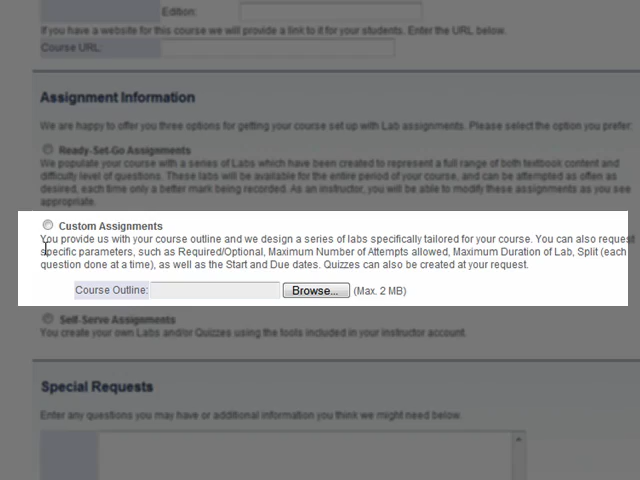 Edition:
If you have a website for this course we will provide a link to it for your students. Enter the URL below.
Course URL:
Assignment Information
We are happy to offer you three options for getting your course set up with Lab assignments. Please select the option you prefer:
Ready-Set-Go Assignments
We populate your course with a series of Labs which have been created to represent a full range of both textbook content and
difficulty level of questions. These labs will be available for the entire period of your course, and can be attempted as often as
desired, each time only a better mark being recorded. As an instructor, you will be able to modify these assignments as you see
appropriate.
Custom Assignments
You provide us with your course outline and we design a series of labs specifically tailored for your course. You can also request
specific parameters, such as Required/Optional, Maximum Number of Attempts allowed, Maximum Duration of Lab, Split (each
question done at a time), as well as the Start and Due dates. Quizzes can also be created at your request.
Course Outline: Browse... (Max. 2 MB)
Self-Serve Assignments
You create your own Labs and/or Quizzes using the tools included in your instructor account.
Special Requests
Enter any questions you may have or additional information you think we might need below.